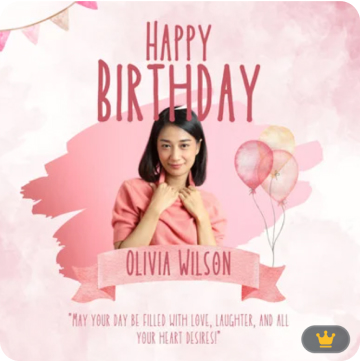 HAPPY
BIRTHDAY
OLIVIA WILSON
"MAY YOUR DAY BE FILLED WITH LOVE, LAUGHTER, AND ALL
YOUR HEART DESIRES!"